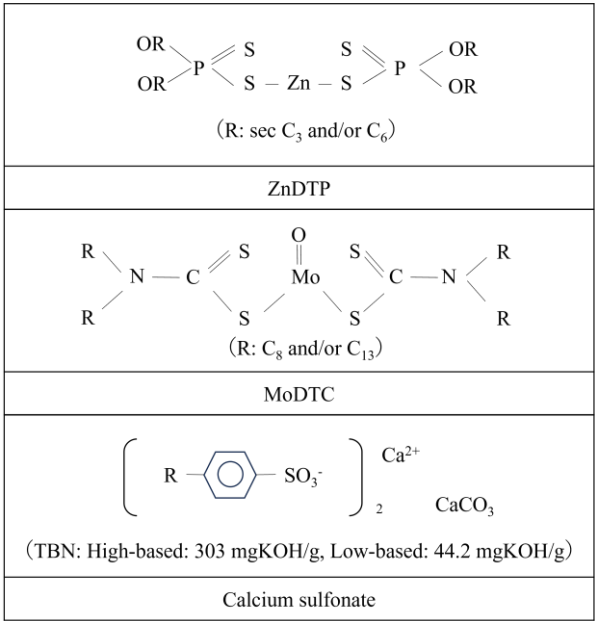 OR S S OR
P P
OR S – Zn – S OR
(R: sec C₃ and/or C₆)
ZnDTP
O
R S S R
N C Mo C N
R S S R
(R: C₈ and/or C₁₃)
MoDTC
R SO₃⁻ Ca²⁺
2 CaCO₃
(TBN: High-based: 303 mgKOH/g, Low-based: 44.2 mgKOH/g)
Calcium sulfonate